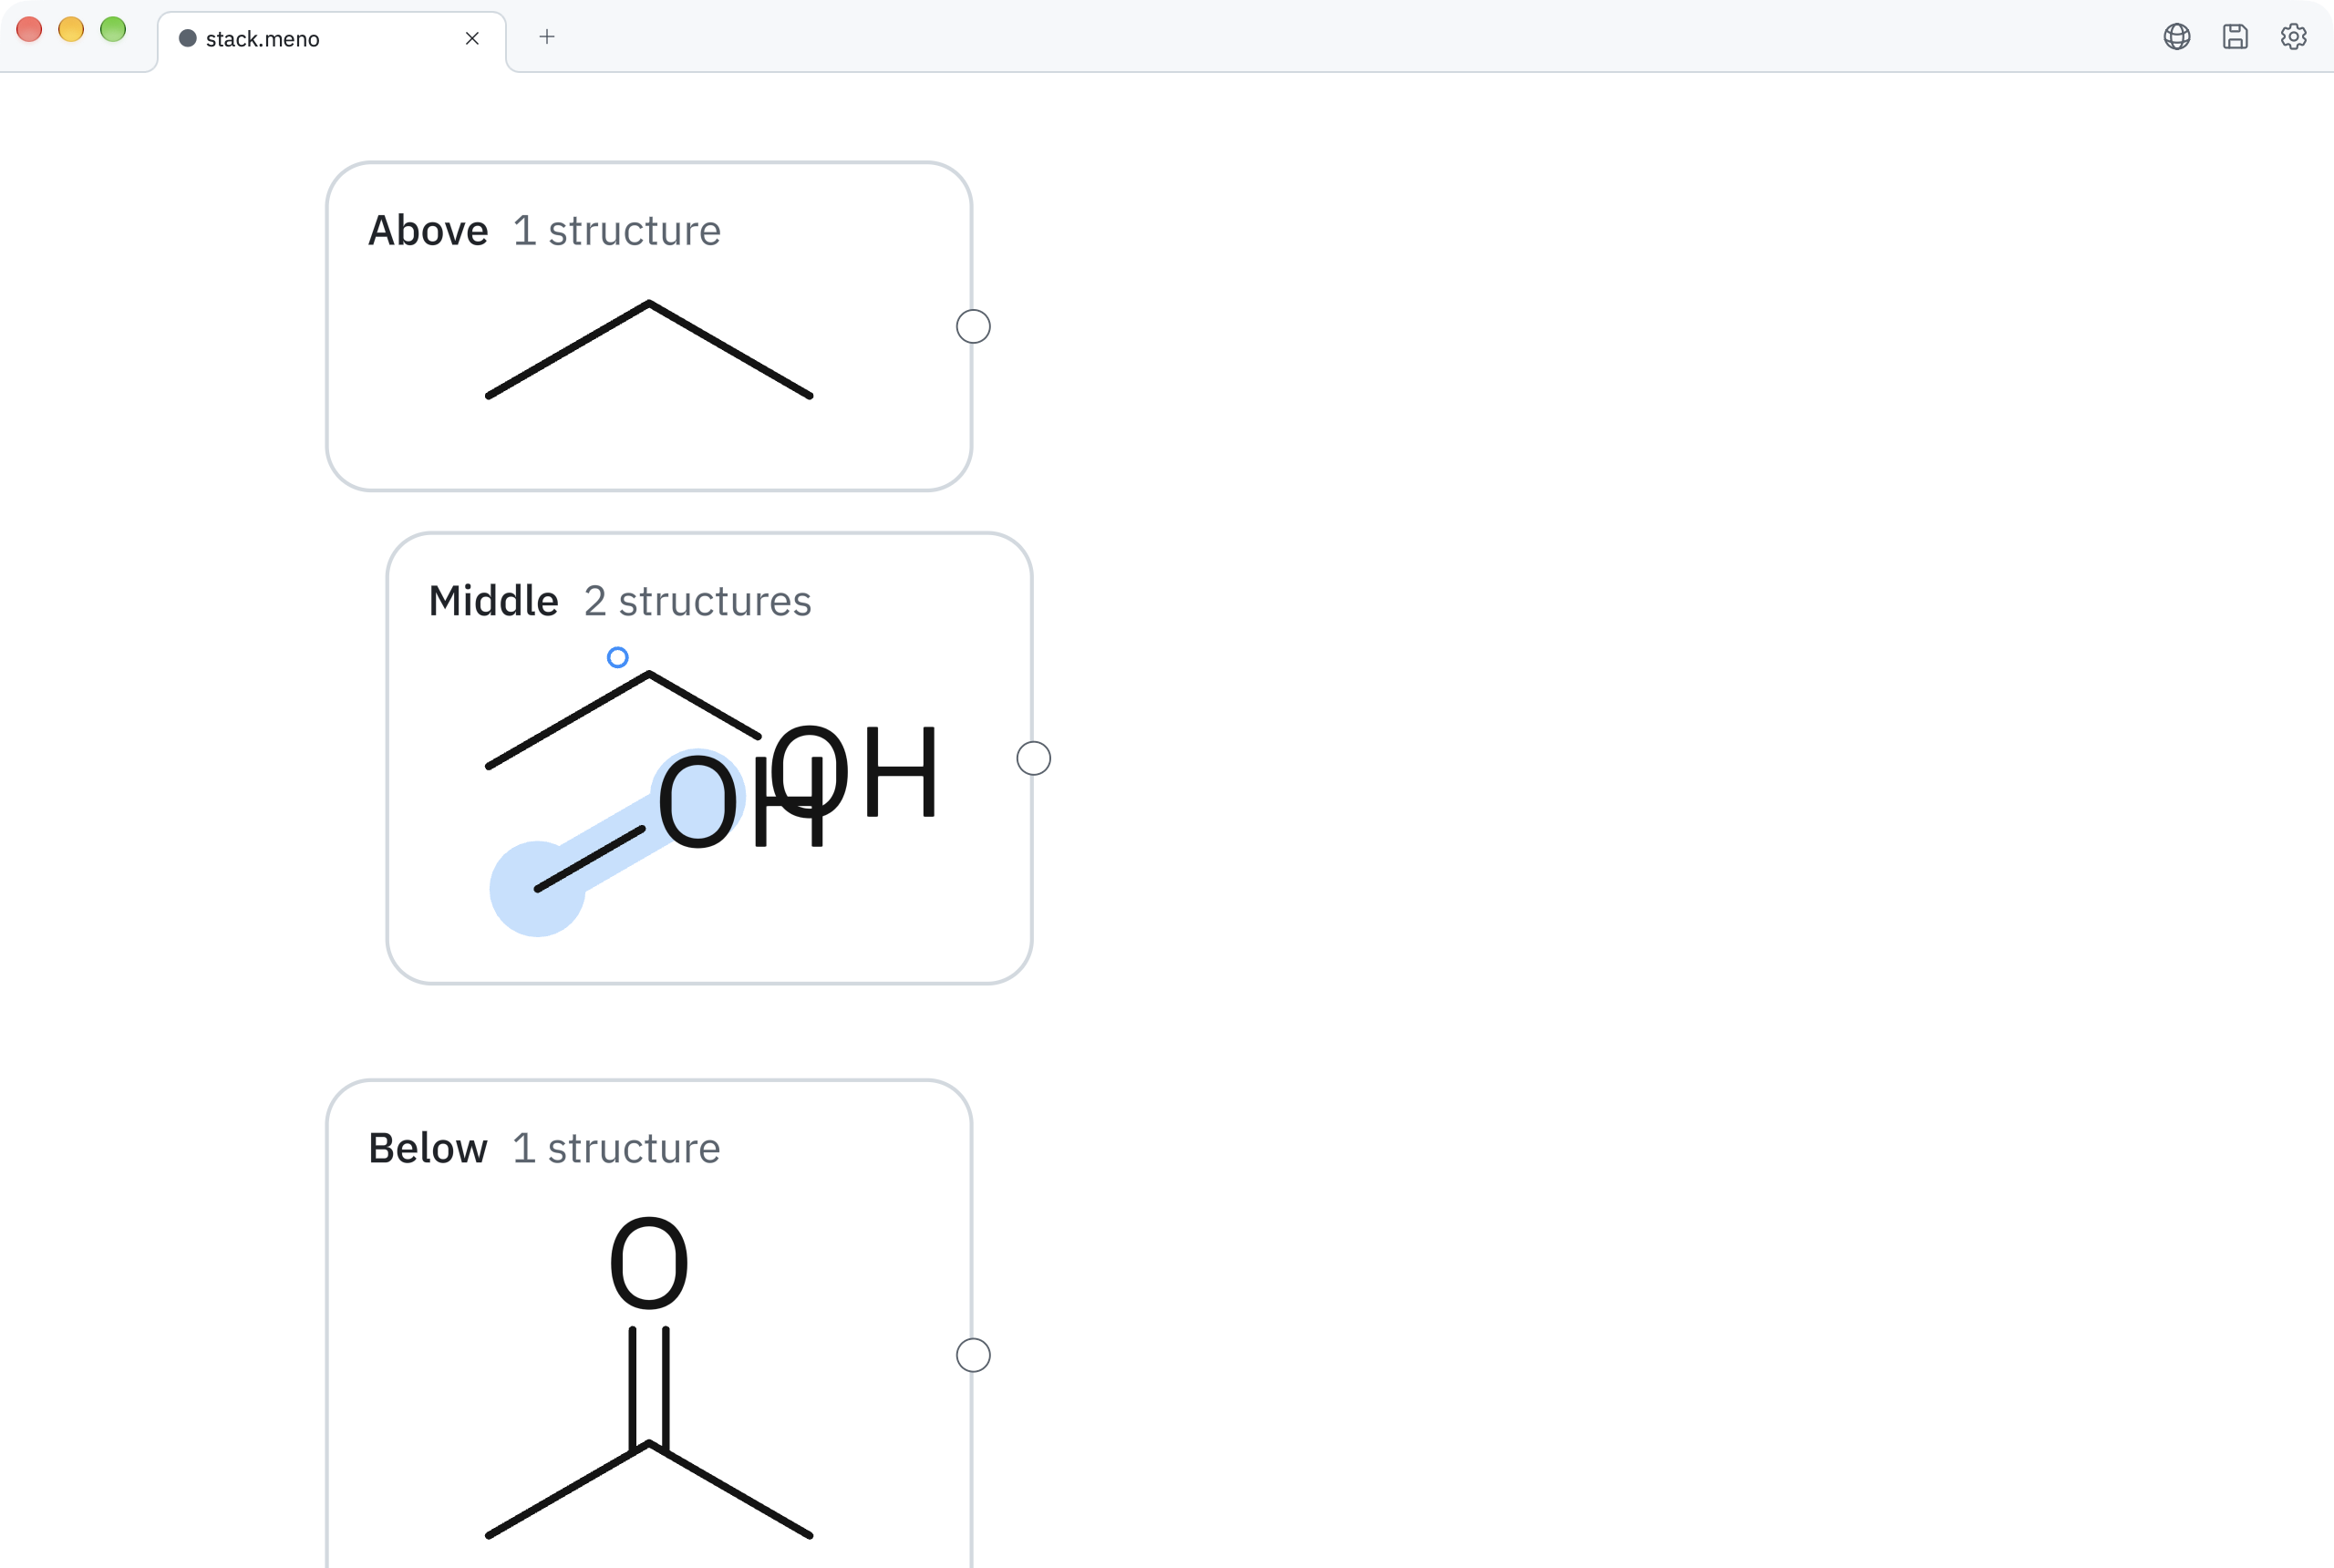 stack.meno
Above 1 structure
Middle 2 structures
OH
OH
Below 1 structure
O